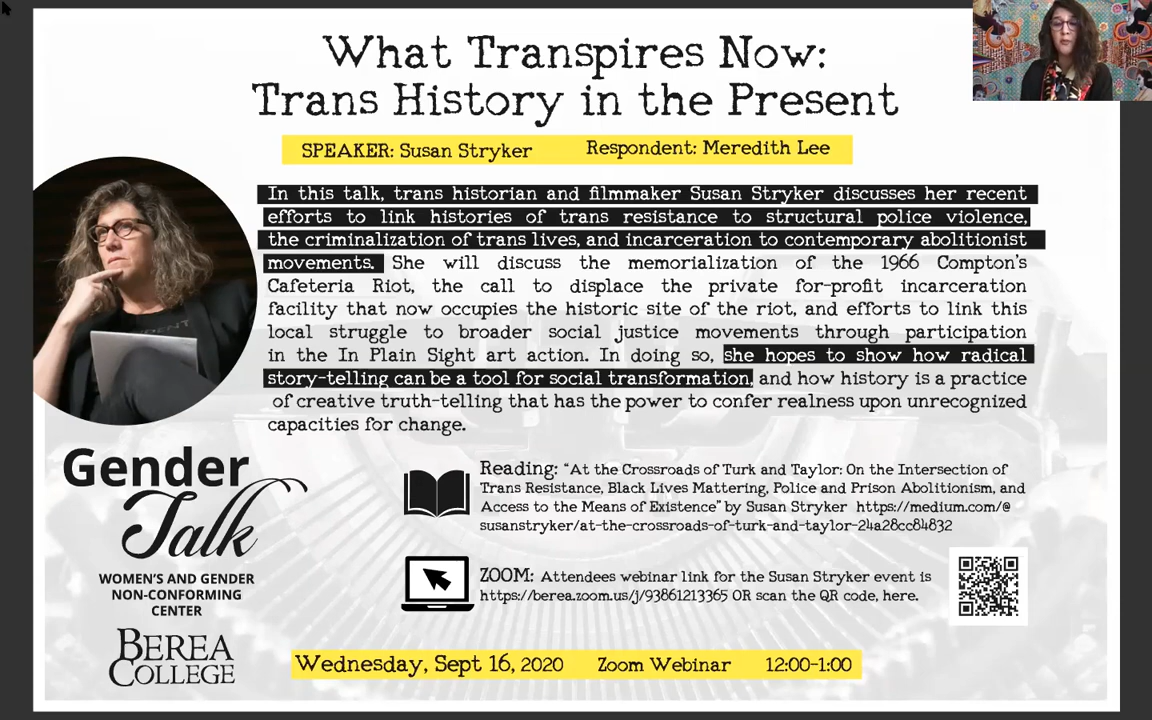 What Transpires Now:
Trans History in the Present
SPEAKER: Susan Stryker Respondent: Meredith Lee
In this talk, trans historian and filmmaker Susan Stryker discusses her recent
efforts to link histories of trans resistance to structural police violence,
the criminalization of trans lives, and incarceration to contemporary abolitionist
movements. She will discuss the memorialization of the 1966 Compton's
Cafeteria Riot, the call to displace the private for-profit incarceration
facility that now occupies the historic site of the riot, and efforts to link this
local struggle to broader social justice movements through participation
in the In Plain Sight art action. In doing so, she hopes to show how radical
story-telling can be a tool for social transformation, and how history is a practice
of creative truth-telling that has the power to confer realness upon unrecognized
capacities for change.
Gender
Talk
WOMEN'S AND GENDER
NON-CONFORMING
CENTER
BEREA
COLLEGE
Reading: "At the Crossroads of Turk and Taylor: On the Intersection of
Trans Resistance, Black Lives Mattering, Police and Prison Abolitionism, and
Access to the Means of Existence" by Susan Stryker https://medium.com/@
susanstryker/at-the-crossroads-of-turk-and-taylor-24a28cc84832
ZOOM: Attendees webinar link for the Susan Stryker event is
https://berea.zoom.us/j/93861213365 OR scan the QR code, here.
Wednesday, Sept 16, 2020 Zoom Webinar 12:00-1:00